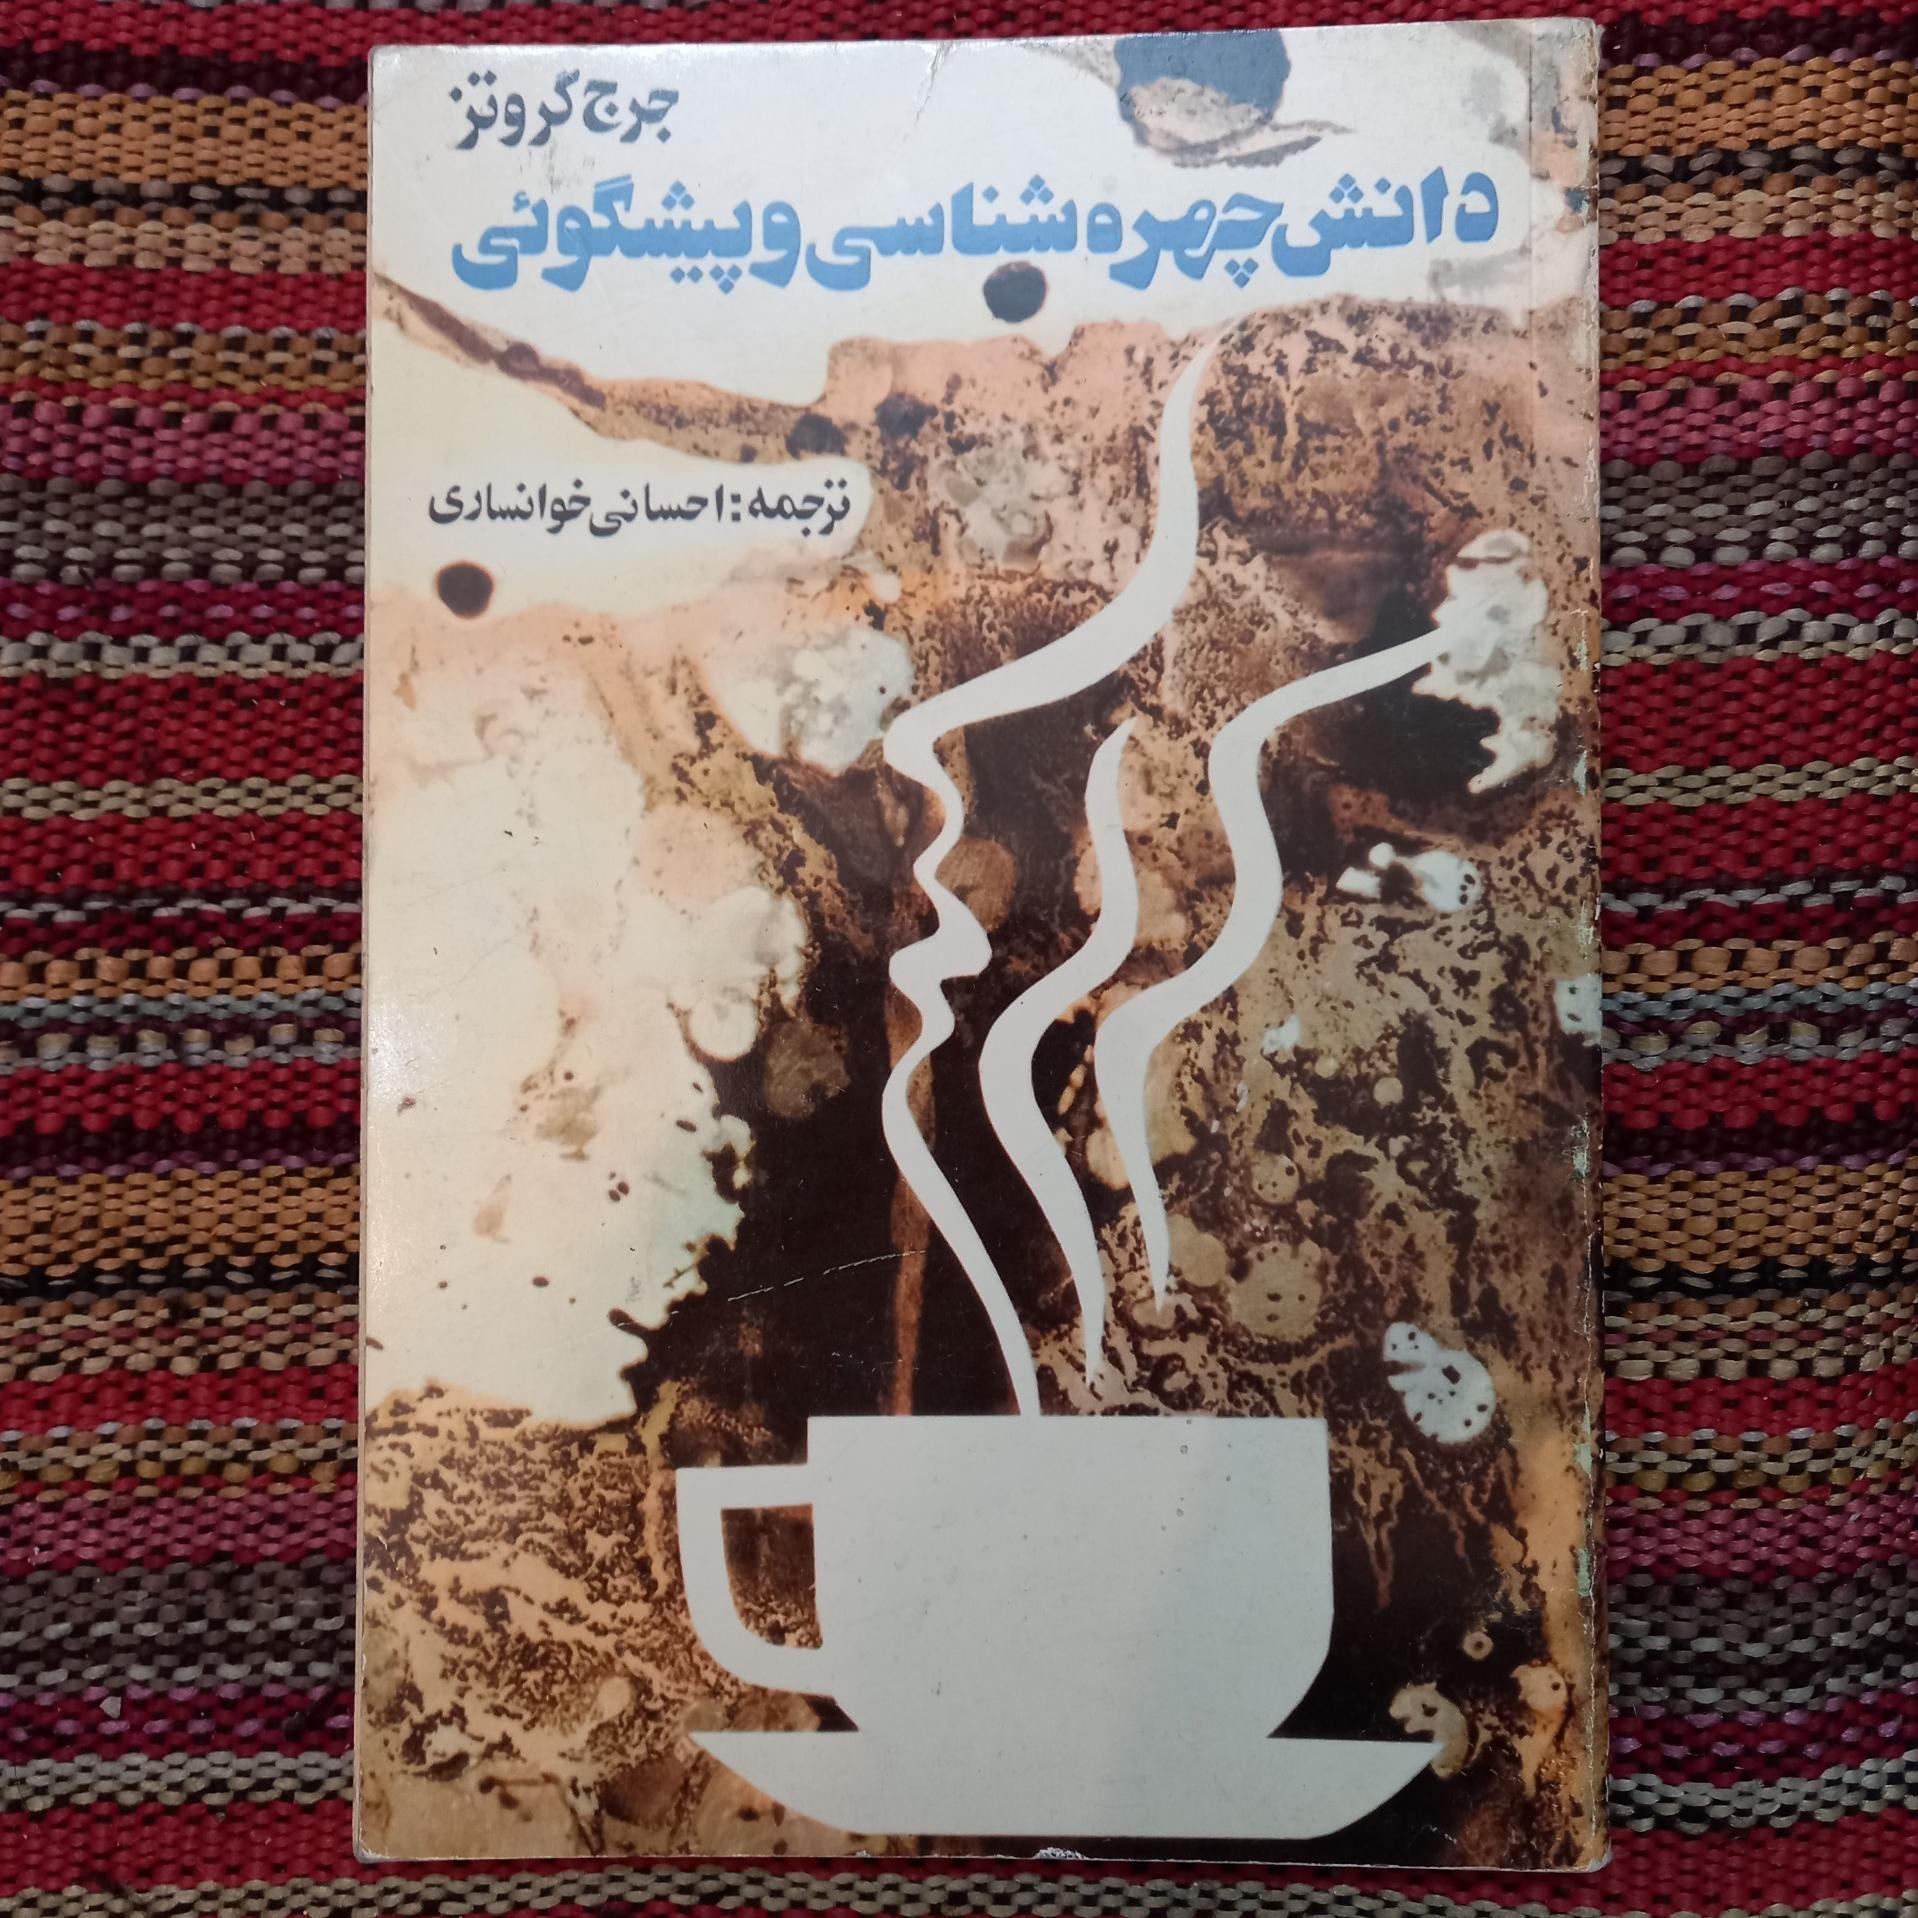 جرج گروتز
دانش چهره شناسی و پیشگوئی
ترجمه: احسانی خوانساری